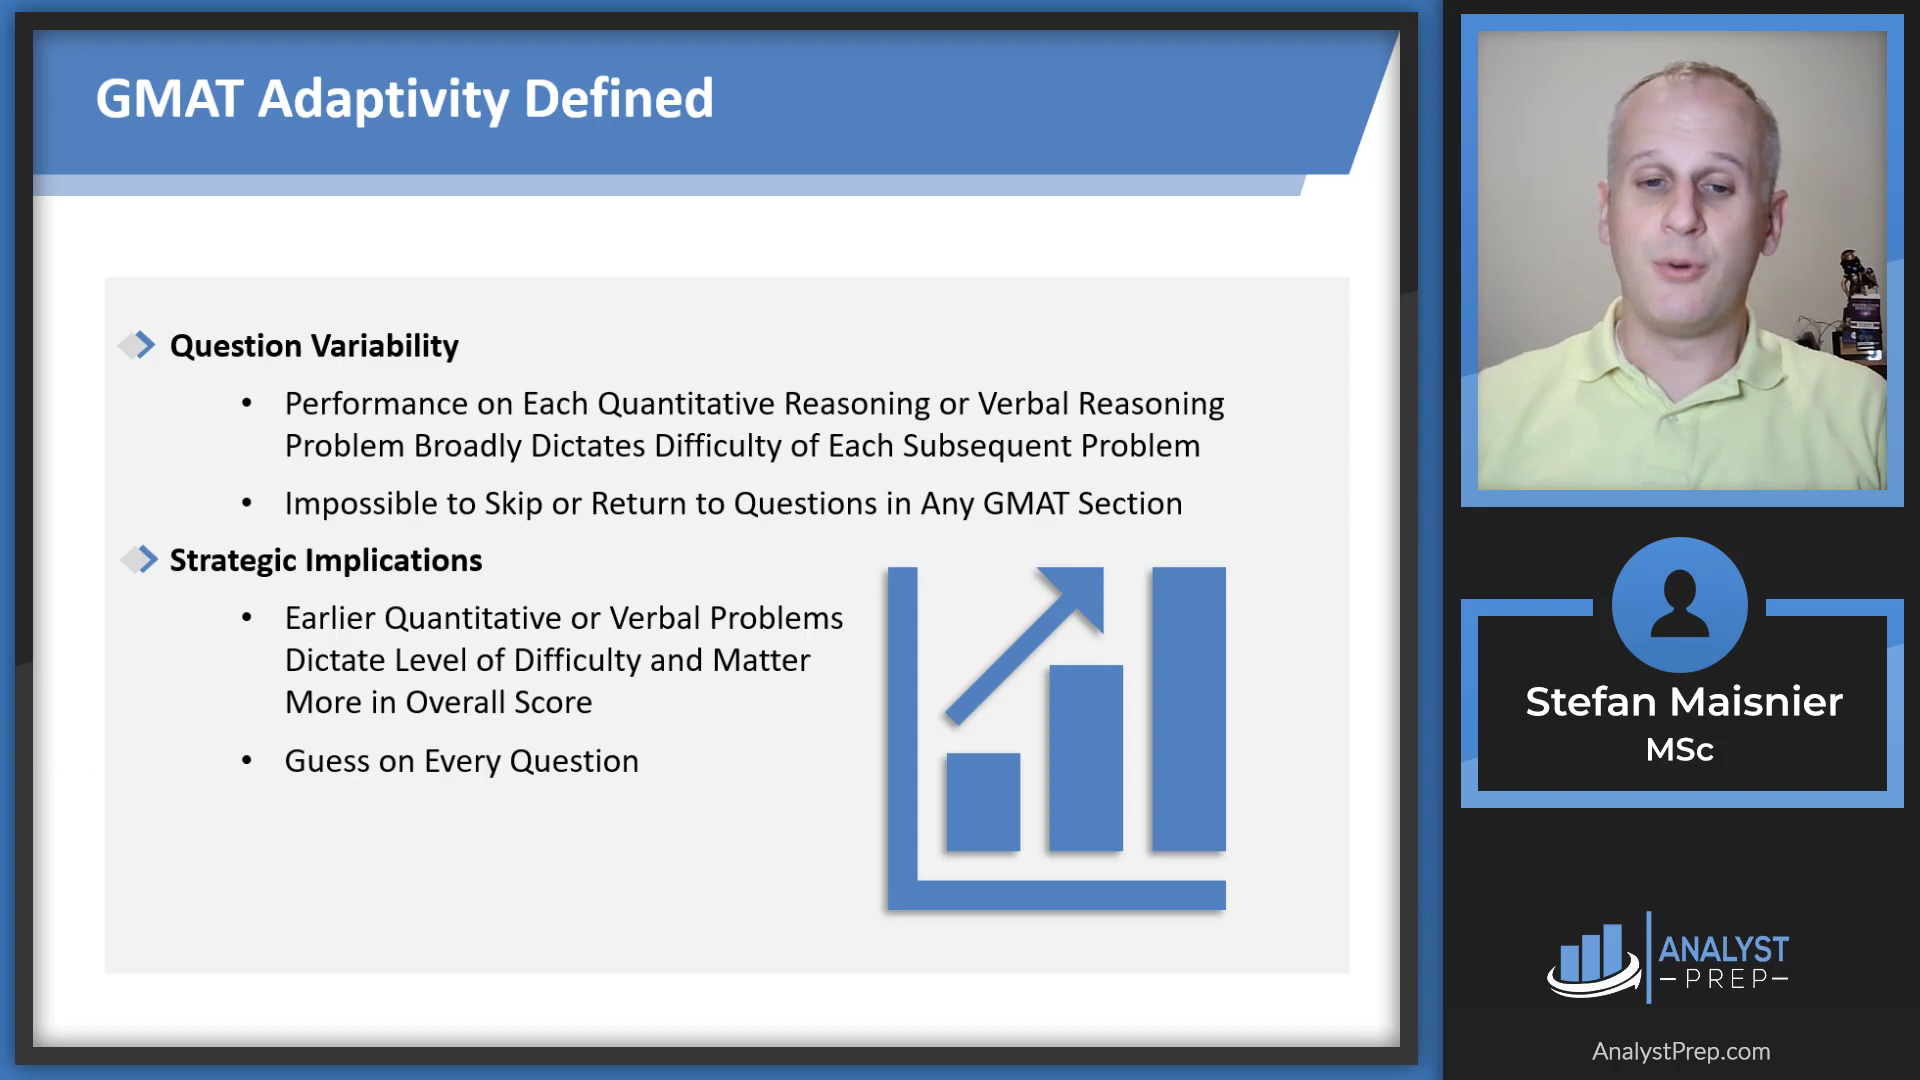 GMAT Adaptivity Defined
Question Variability
• Performance on Each Quantitative Reasoning or Verbal Reasoning
Problem Broadly Dictates Difficulty of Each Subsequent Problem
• Impossible to Skip or Return to Questions in Any GMAT Section
Strategic Implications
• Earlier Quantitative or Verbal Problems
Dictate Level of Difficulty and Matter
More in Overall Score
• Guess on Every Question
Stefan Maisnier
MSc
ANALYST
PREP
AnalystPrep.com